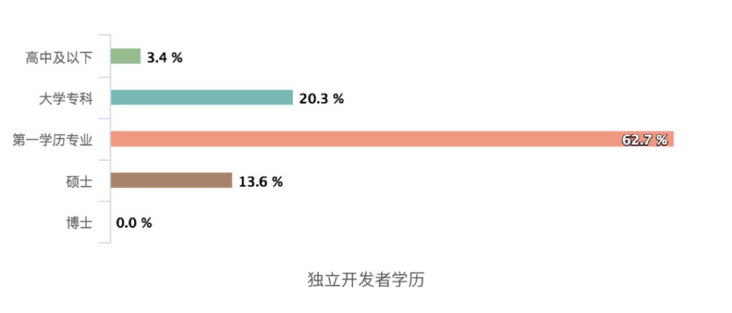 高中及以下 3.4 %
大学专科 20.3 %
第一学历专业 62.7 %
硕士 13.6 %
博士 0.0 %
独立开发者学历